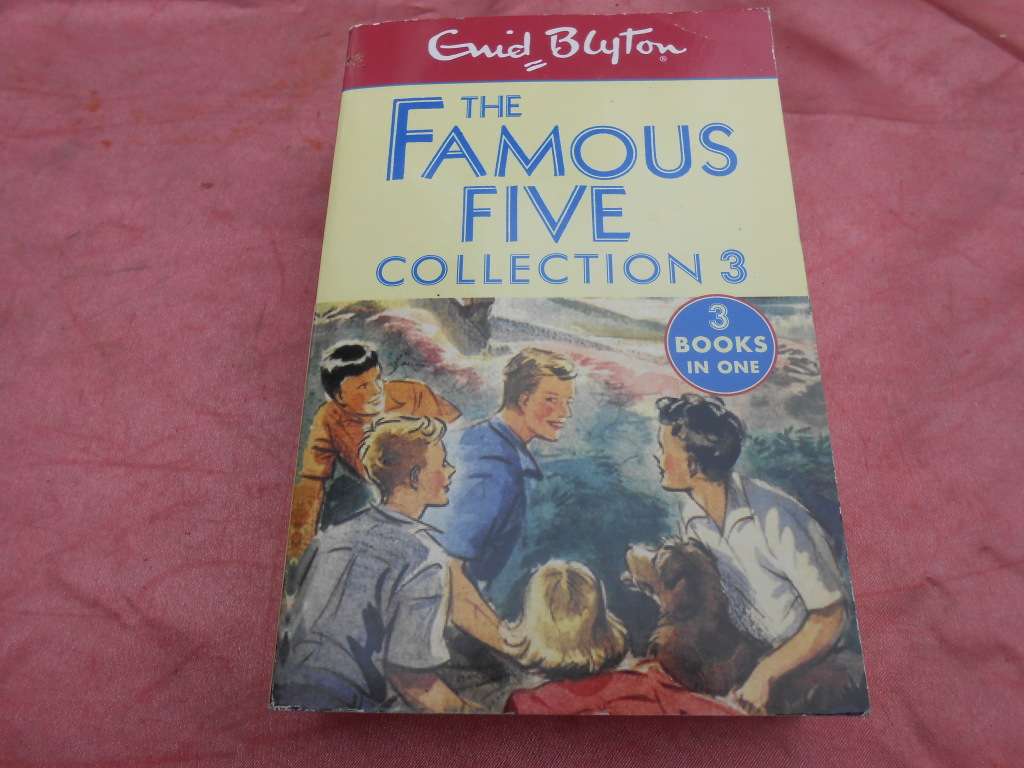 Enid Blyton®
THE
FAMOUS
FIVE
COLLECTION 3
3
BOOKS
IN ONE